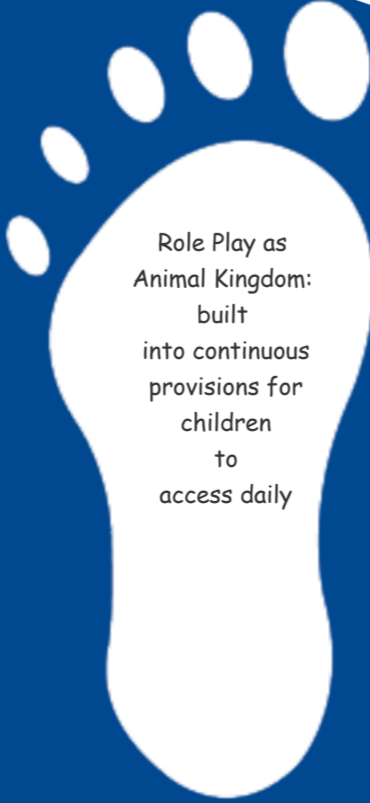 Role Play as
Animal Kingdom:
built
into continuous
provisions for
children
to
access daily